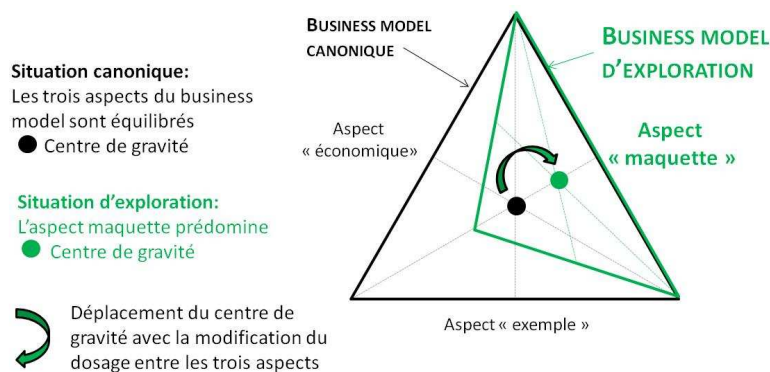 Situation canonique:
Les trois aspects du business
model sont équilibrés
Centre de gravité
Situation d'exploration:
L'aspect maquette prédomine
Centre de gravité
Déplacement du centre de
gravité avec la modification du
dosage entre les trois aspects
BUSINESS MODEL
CANONIQUE
BUSINESS MODEL
D'EXPLORATION
Aspect
« économique»
Aspect
« maquette »
Aspect « exemple »